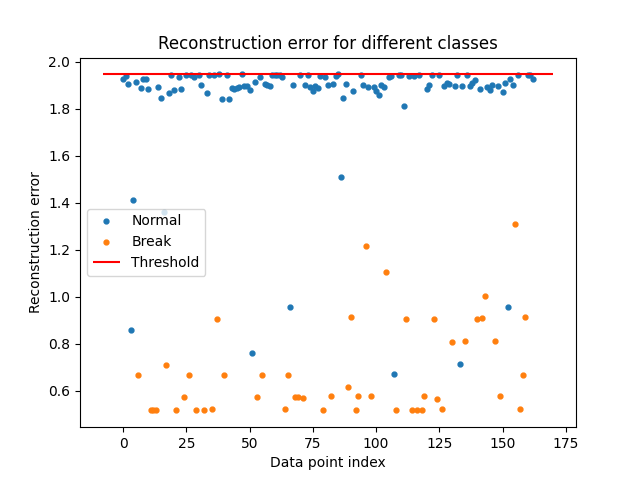 Reconstruction error for different classes
Reconstruction error
2.0
1.8
1.6
1.4
1.2
1.0
0.8
0.6
Normal
Break
Threshold
0
25
50
75
100
125
150
175
Data point index